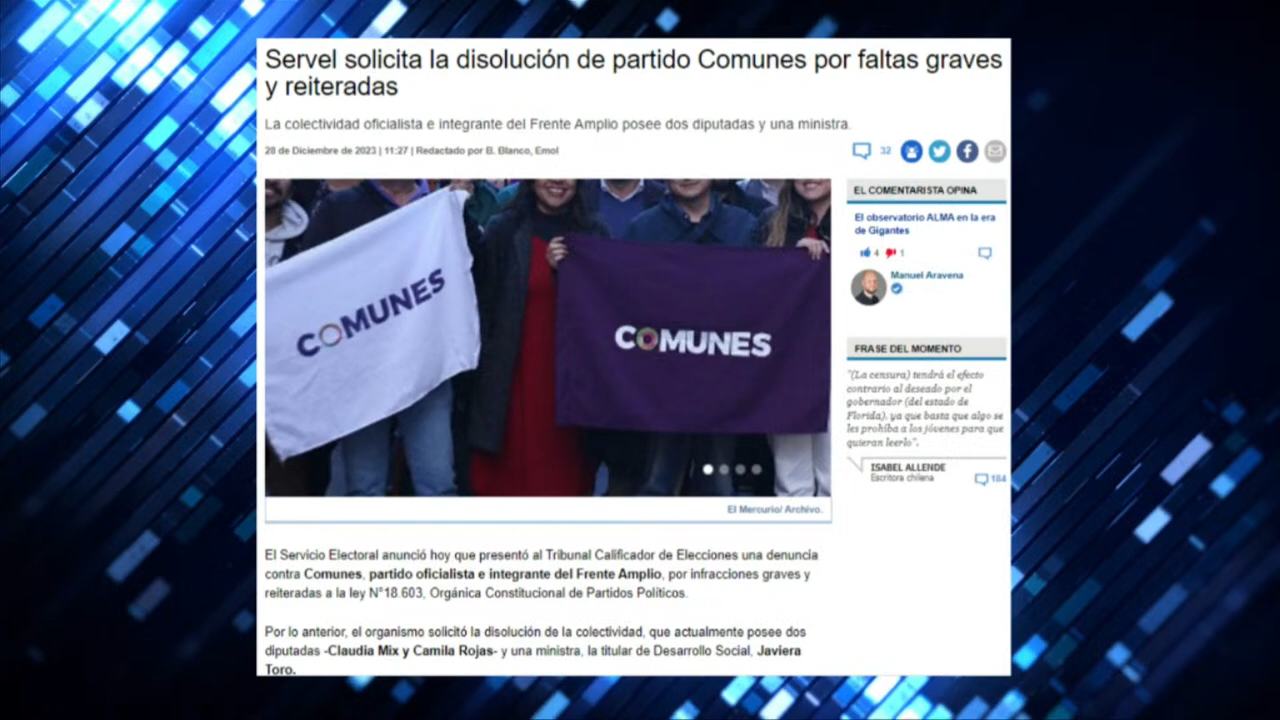 Servel solicita la disolución de partido Comunes por faltas graves
y reiteradas
La colectividad oficialista e integrante del Frente Amplio posee dos diputadas y una ministra.
28 de Diciembre de 2023 | 11:27 | Redactado por B. Blanco, Emol
32
COMUNES
COMUNES
El Mercurio/ Archivo.
El Servicio Electoral anunció hoy que presentó al Tribunal Calificador de Elecciones una denuncia
contra Comunes, partido oficialista e integrante del Frente Amplio, por infracciones graves y
reiteradas a la ley N°18.603, Orgánica Constitucional de Partidos Políticos.
Por lo anterior, el organismo solicitó la disolución de la colectividad, que actualmente posee dos
diputadas -Claudia Mix y Camila Rojas- y una ministra, la titular de Desarrollo Social, Javiera
Toro.
EL COMENTARISTA OPINA
El observatorio ALMA en la era
de Gigantes
4 1
Manuel Aravena
FRASE DEL MOMENTO
"(La censura) tendrá el efecto
contrario al deseado por el
gobernador (del estado de
Florida), ya que basta que algo se
les prohíba a los jóvenes para que
quieran leerlo".
ISABEL ALLENDE
Escritora chilena
184